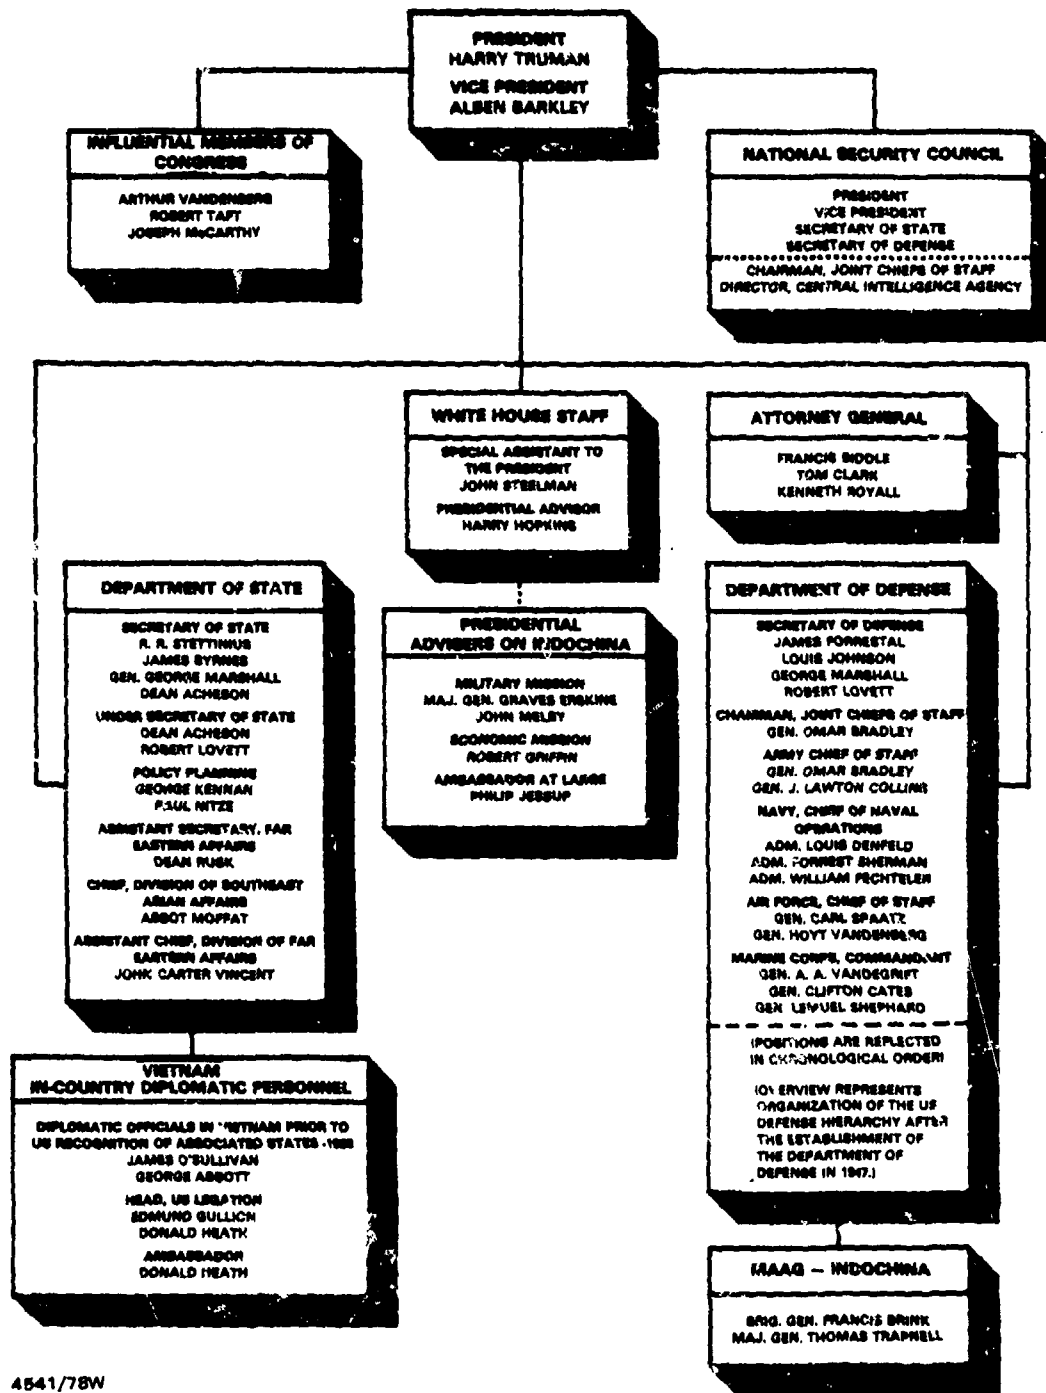 PRESIDENT
HARRY TRUMAN
VICE PRESIDENT
ALBEN BARKLEY
INFLUENTIAL MEMBERS OF
CONGRESS
ARTHUR VANDENBERG
ROBERT TAFT
JOSEPH McCARTHY
NATIONAL SECURITY COUNCIL
PRESIDENT
VICE PRESIDENT
SECRETARY OF STATE
SECRETARY OF DEFENSE
CHAIRMAN, JOINT CHIEFS OF STAFF
DIRECTOR, CENTRAL INTELLIGENCE AGENCY
WHITE HOUSE STAFF
SPECIAL ASSISTANT TO
THE PRESIDENT
JOHN STEELMAN
PRESIDENTIAL ADVISOR
HARRY HOPKINS
ATTORNEY GENERAL
FRANCIS BIDDLE
TOM CLARK
KENNETH ROYALL
DEPARTMENT OF STATE
SECRETARY OF STATE
R. R. STETTINIUS
JAMES BYRNES
GEN. GEORGE MARSHALL
DEAN ACHESON
UNDER SECRETARY OF STATE
DEAN ACHESON
ROBERT LOVETT
POLICY PLANNING
GEORGE KENNAN
PAUL NITZE
ASSISTANT SECRETARY, FAR
EASTERN AFFAIRS
DEAN RUSK
CHIEF, DIVISION OF SOUTHEAST
ASIAN AFFAIRS
ABBOT MOFFAT
ASSISTANT CHIEF, DIVISION OF FAR
EASTERN AFFAIRS
JOHN CARTER VINCENT
PRESIDENTIAL
ADVISERS ON INDOCHINA
MILITARY MISSION
MAJ. GEN. GRAVES ERSKINE
JOHN MELBY
ECONOMIC MISSION
ROBERT GRIFFIN
AMBASSADOR AT LARGE
PHILIP JESSUP
DEPARTMENT OF DEFENSE
SECRETARY OF DEFENSE
JAMES FORRESTAL
LOUIS JOHNSON
GEORGE MARSHALL
ROBERT LOVETT
CHAIRMAN, JOINT CHIEFS OF STAFF
GEN. OMAR BRADLEY
ARMY CHIEF OF STAFF
GEN. OMAR BRADLEY
GEN. J. LAWTON COLLINS
NAVY, CHIEF OF NAVAL
OPERATIONS
ADM. LOUIS DENFELD
ADM. FORREST SHERMAN
ADM. WILLIAM FECHTELER
AIR FORCE, CHIEF OF STAFF
GEN. CARL SPAATZ
GEN. HOYT VANDENBERG
MARINE CORPS, COMMANDANT
GEN. A. A. VANDEGRIFT
GEN. CLIFTON CATES
GEN. LEMUEL SHEPHARD
(POSITIONS ARE REFLECTED
IN CHRONOLOGICAL ORDER)
(OVERVIEW REPRESENTS
ORGANIZATION OF THE US
DEFENSE HIERARCHY AFTER
THE ESTABLISHMENT OF
THE DEPARTMENT OF
DEFENSE IN 1947.)
VIETNAM
IN-COUNTRY DIPLOMATIC PERSONNEL
DIPLOMATIC OFFICIALS IN VIETNAM PRIOR TO
US RECOGNITION OF ASSOCIATED STATES
JAMES O'SULLIVAN
GEORGE ABBOTT
HEAD, US LEGATION
EDMUND GULLION
DONALD HEATH
AMBASSADOR
DONALD HEATH
MAAG – INDOCHINA
BRIG. GEN. FRANCIS BRINK
MAJ. GEN. THOMAS TRAPNELL
4541/78W